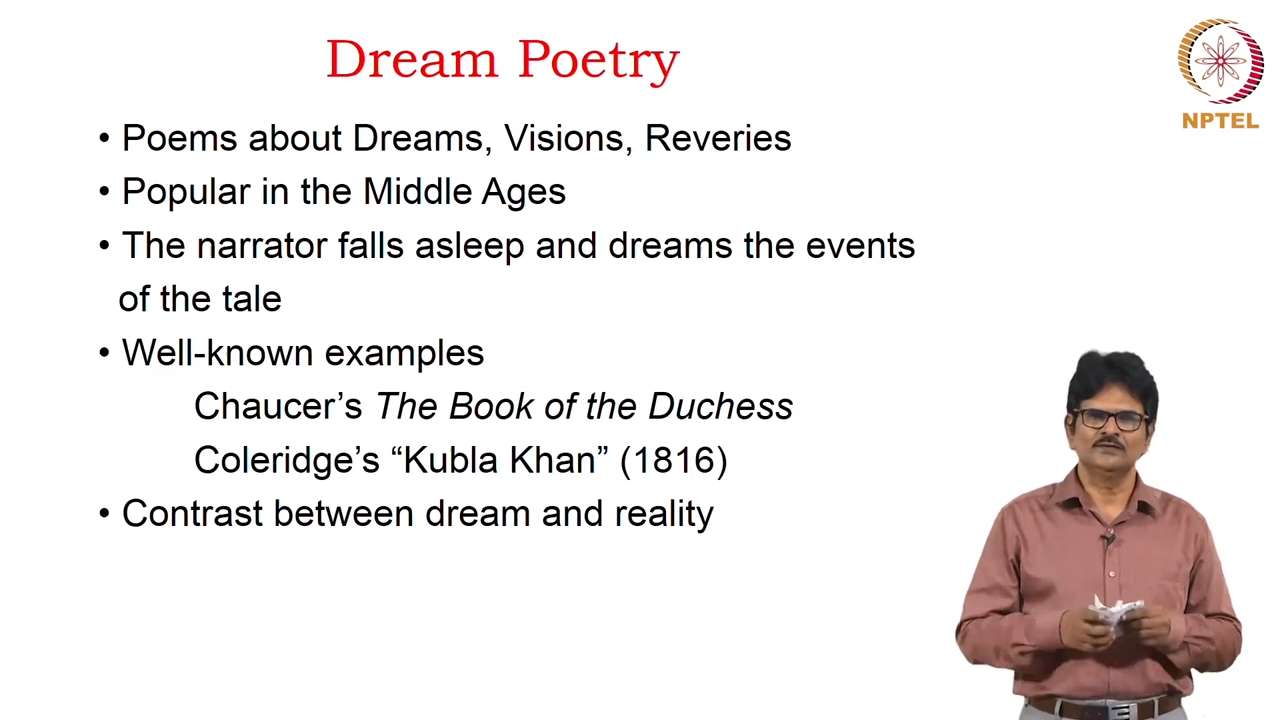 Dream Poetry
NPTEL
• Poems about Dreams, Visions, Reveries
• Popular in the Middle Ages
• The narrator falls asleep and dreams the events
of the tale
• Well-known examples
Chaucer’s The Book of the Duchess
Coleridge’s “Kubla Khan” (1816)
• Contrast between dream and reality